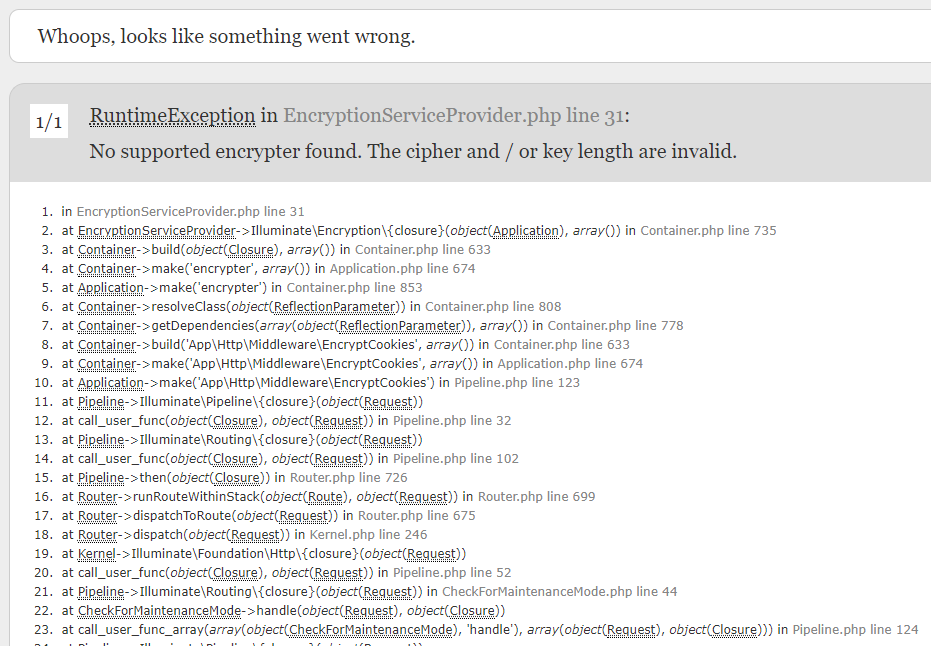 Whoops, looks like something went wrong.
1/1
RuntimeException in EncryptionServiceProvider.php line 31:
No supported encrypter found. The cipher and / or key length are invalid.
1. in EncryptionServiceProvider.php line 31
2. at EncryptionServiceProvider->Illuminate\Encryption\{closure}(object(Application), array()) in Container.php line 735
3. at Container->build(object(Closure), array()) in Container.php line 633
4. at Container->make('encrypter', array()) in Application.php line 674
5. at Application->make('encrypter') in Container.php line 853
6. at Container->resolveClass(object(ReflectionParameter)) in Container.php line 808
7. at Container->getDependencies(array(object(ReflectionParameter)), array()) in Container.php line 778
8. at Container->build('App\Http\Middleware\EncryptCookies', array()) in Container.php line 633
9. at Container->make('App\Http\Middleware\EncryptCookies', array()) in Application.php line 674
10. at Application->make('App\Http\Middleware\EncryptCookies') in Pipeline.php line 123
11. at Pipeline->Illuminate\Pipeline\{closure}(object(Request))
12. at call_user_func(object(Closure), object(Request)) in Pipeline.php line 32
13. at Pipeline->Illuminate\Routing\{closure}(object(Request))
14. at call_user_func(object(Closure), object(Request)) in Pipeline.php line 102
15. at Pipeline->then(object(Closure)) in Router.php line 726
16. at Router->runRouteWithinStack(object(Route), object(Request)) in Router.php line 699
17. at Router->dispatchToRoute(object(Request)) in Router.php line 675
18. at Router->dispatch(object(Request)) in Kernel.php line 246
19. at Kernel->Illuminate\Foundation\Http\{closure}(object(Request))
20. at call_user_func(object(Closure), object(Request)) in Pipeline.php line 52
21. at Pipeline->Illuminate\Routing\{closure}(object(Request)) in CheckForMaintenanceMode.php line 44
22. at CheckForMaintenanceMode->handle(object(Request), object(Closure))
23. at call_user_func_array(array(object(CheckForMaintenanceMode), 'handle'), array(object(Request), object(Closure))) in Pipeline.php line 124